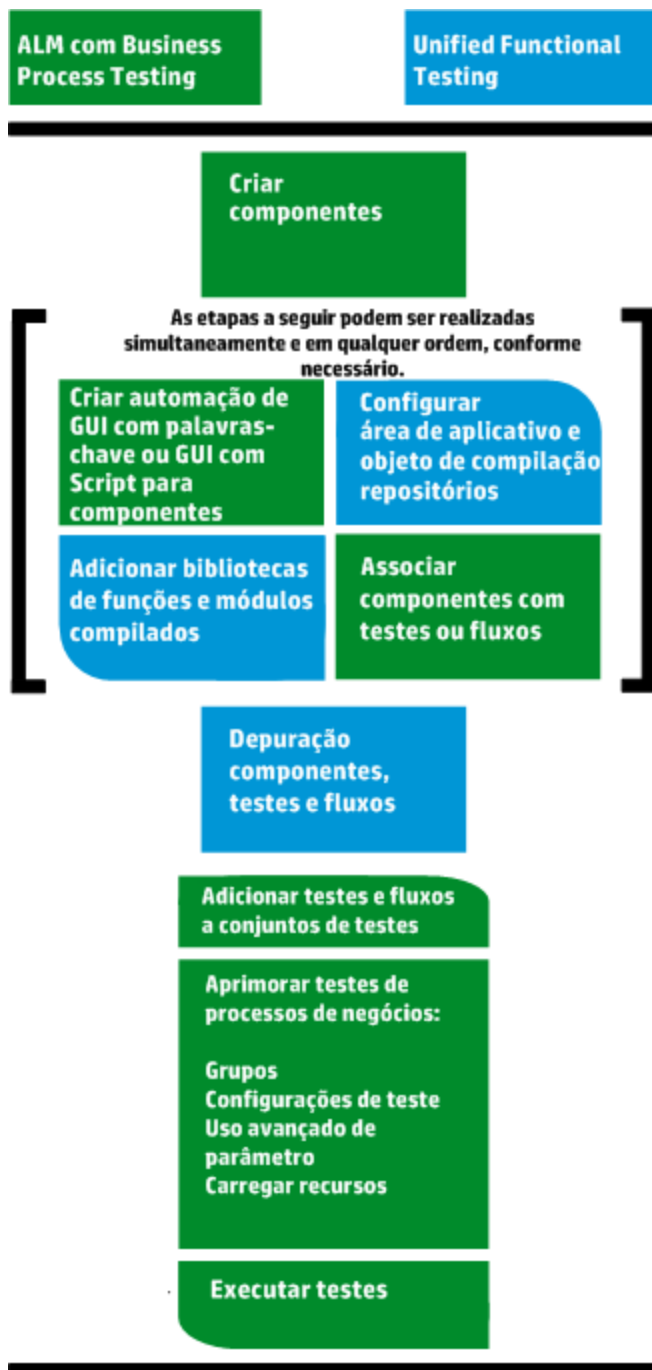 ALM com Business
Process Testing
Unified Functional
Testing
Criar
componentes
As etapas a seguir podem ser realizadas
simultaneamente e em qualquer ordem, conforme
necessário.
Criar automação de
GUI com palavras-
chave ou GUI com
Script para
componentes
Configurar
área de aplicativo e
objeto de compilação
repositórios
Adicionar bibliotecas
de funções e módulos
compilados
Associar
componentes com
testes ou fluxos
Depuração
componentes,
testes e fluxos
Adicionar testes e fluxos
a conjuntos de testes
Aprimorar testes de
processos de negócios:
Grupos
Configurações de teste
Uso avançado de
parâmetro
Carregar recursos
Executar testes